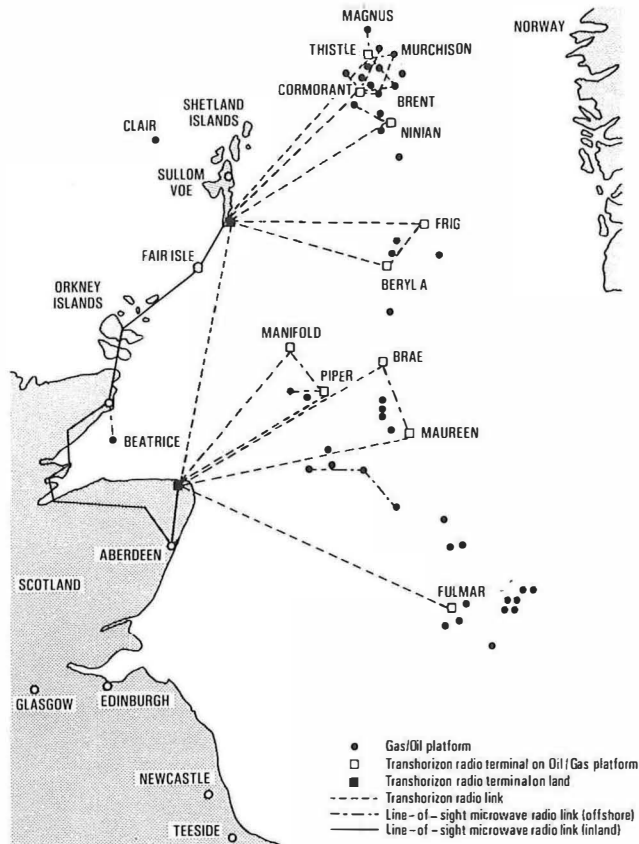 MAGNUS
NORWAY
THISTLE
MURCHISON
CORMORANT
BRENT
SHETLAND
ISLANDS
CLAIR
NINIAN
SULLOM
VOE
FRIG
FAIR ISLE
BERYL A
ORKNEY
ISLANDS
MANIFOLD
BRAE
PIPER
MAUREEN
BEATRICE
ABERDEEN
SCOTLAND
FULMAR
GLASGOW
EDINBURGH
NEWCASTLE
TEESIDE
Gas/Oil platform
Transhorizon radio terminal on Oil/Gas platform
Transhorizon radio terminal on land
Transhorizon radio link
Line-of-sight microwave radio link (offshore)
Line-of-sight microwave radio link (inland)